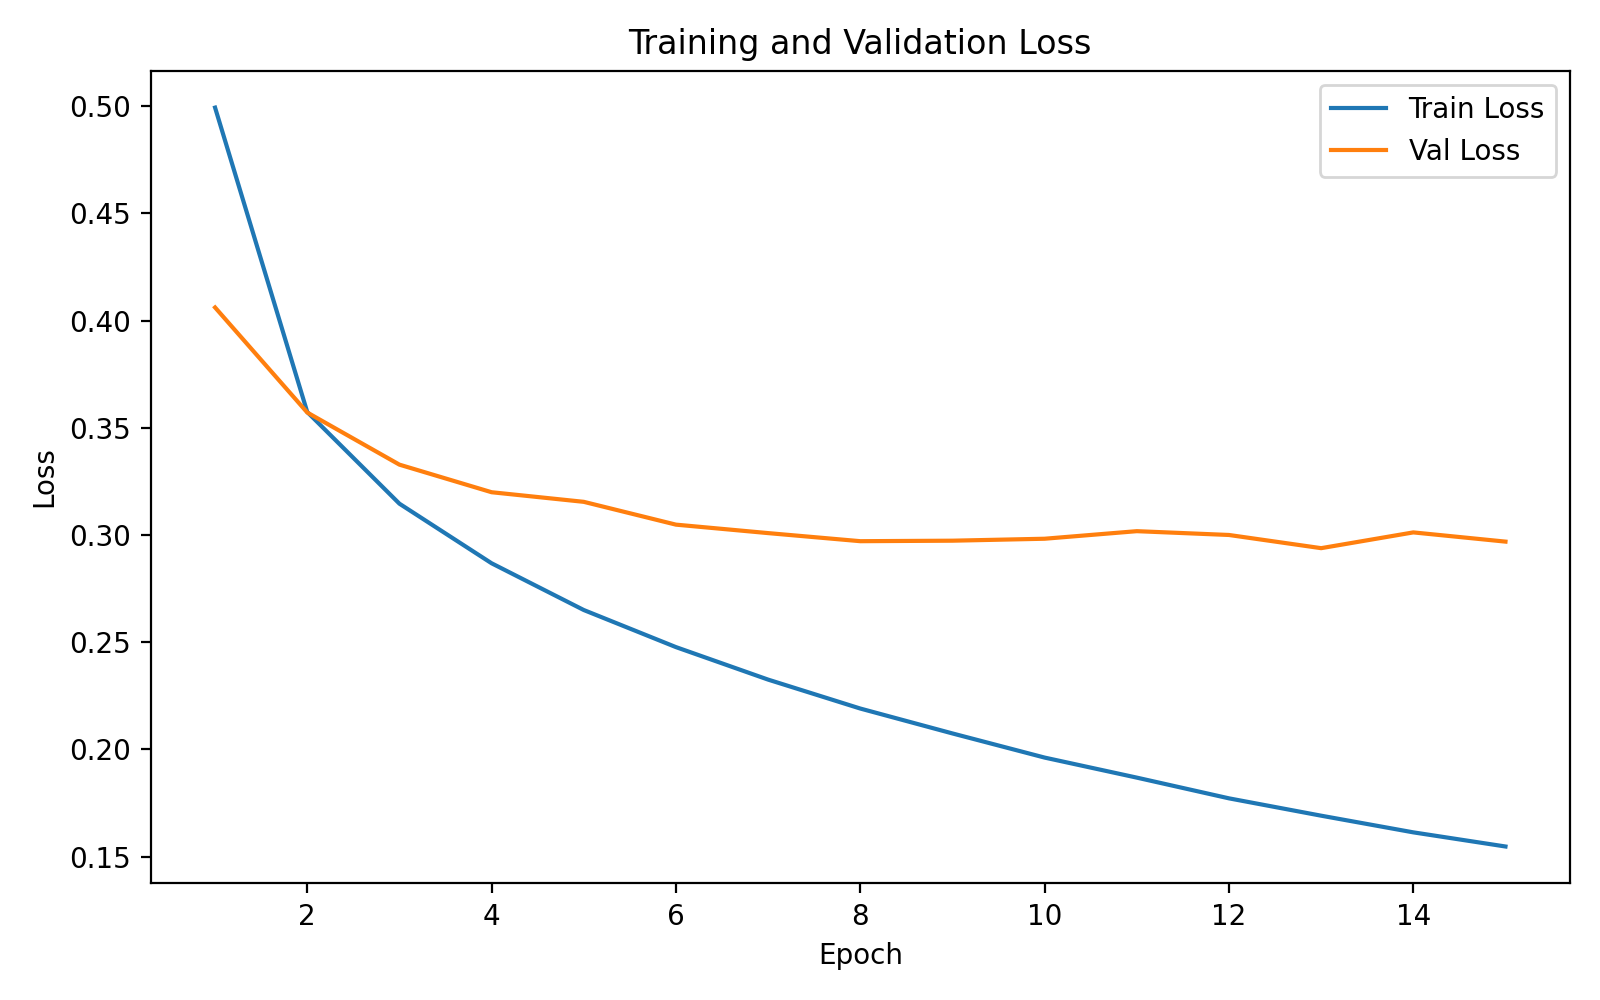 Training and Validation Loss
Train Loss
Val Loss
0.50
0.45
0.40
0.35
0.30
0.25
0.20
0.15
Loss
2 4 6 8 10 12 14
Epoch